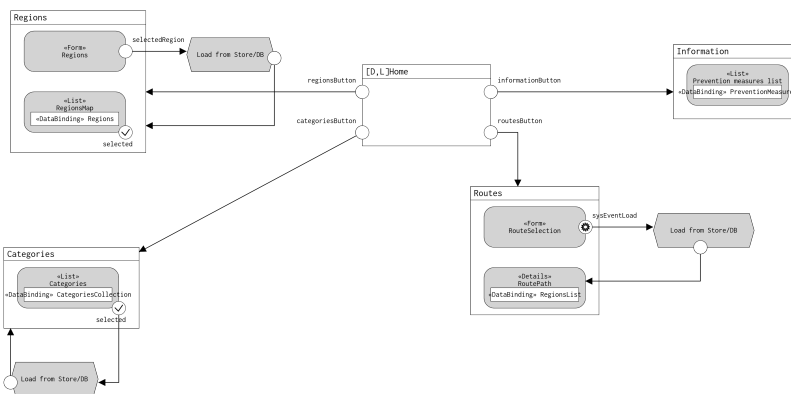 Regions
«Form»
Regions
selectedRegion
Load from Store/DB
«List»
RegionsMap
«DataBinding» Regions
selected
[D,L]Home
regionsButton
informationButton
categoriesButton
routesButton
Information
«List»
Prevention measures list
«DataBinding» PreventionMeasure
Routes
«Form»
RouteSelection
sysEventLoad
Load from Store/DB
«Details»
RoutePath
«DataBinding» RegionsList
Categories
«List»
Categories
«DataBinding» CategoriesCollection
selected
Load from Store/DB